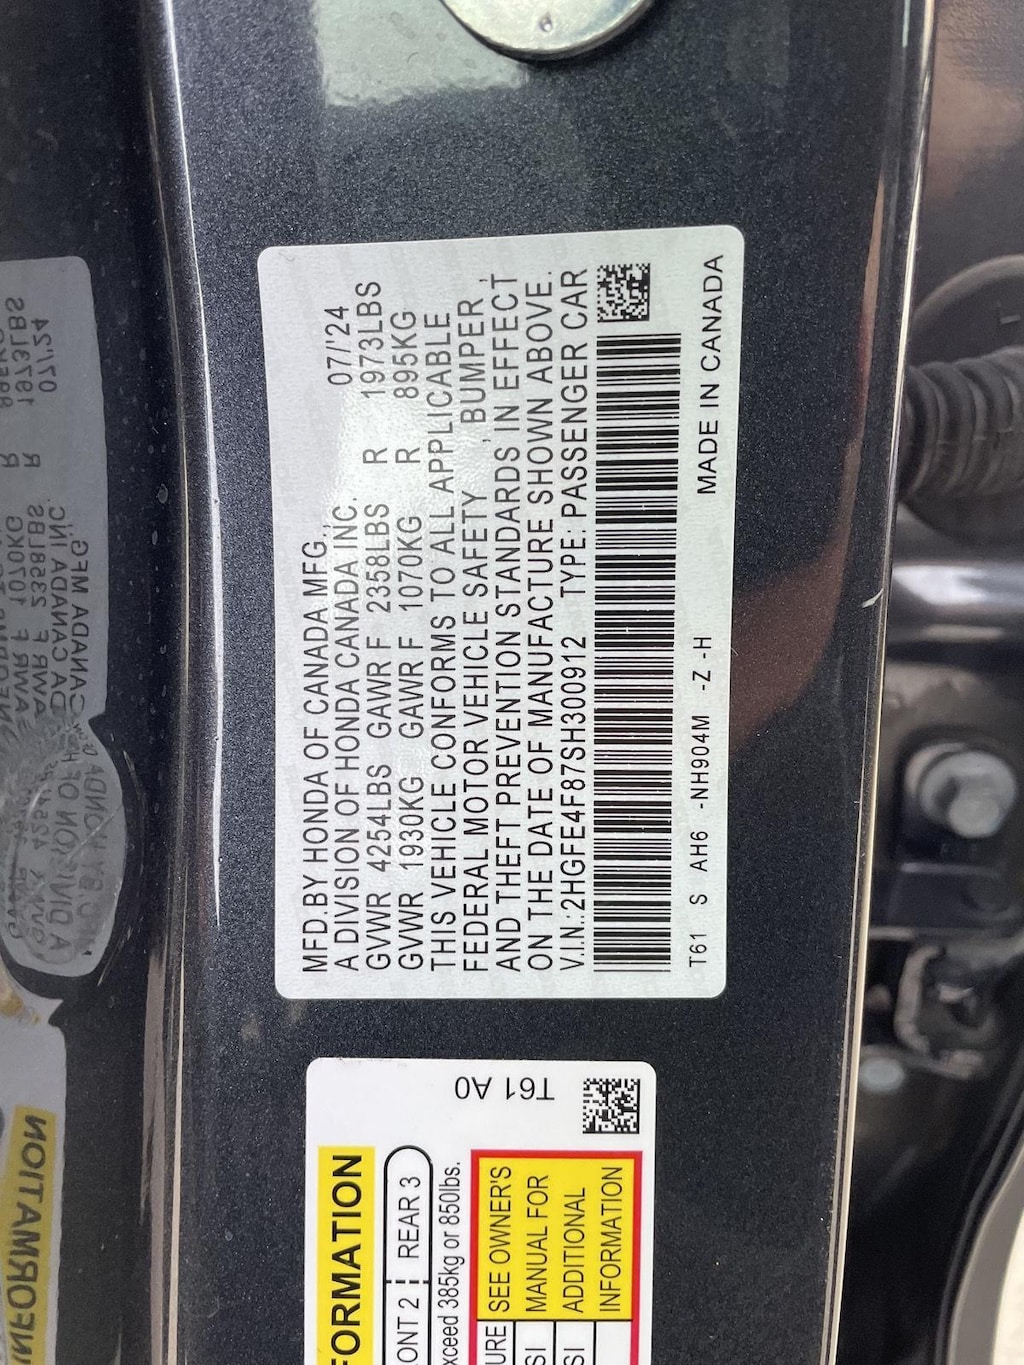 MFD.BY HONDA OF CANADA MFG., 07/'24
A DIVISION OF HONDA CANADA INC.
GVWR 4254LBS GAWR F 2358LBS R 1973LBS
GVWR 1930KG GAWR F 1070KG R 895KG
THIS VEHICLE CONFORMS TO ALL APPLICABLE
FEDERAL MOTOR VEHICLE SAFETY , BUMPER ,
AND THEFT PREVENTION STANDARDS IN EFFECT
ON THE DATE OF MANUFACTURE SHOWN ABOVE.
V.I.N.: 2HGFE4F87SH300912 TYPE: PASSENGER CAR
T61 S AH6 -NH904M -Z -H MADE IN CANADA
T61 A0
FORMATION
ONT 2 REAR 3
xceed 385kg or 850lbs.
URE SEE OWNER'S
SI MANUAL FOR
SI ADDITIONAL
INFORMATION